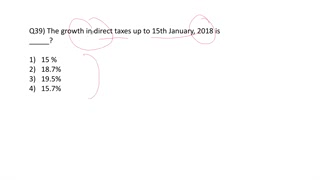 Q39) The growth in direct taxes up to 15th January, 2018 is
_____?
1) 15 %
2) 18.7%
3) 19.5%
4) 15.7%